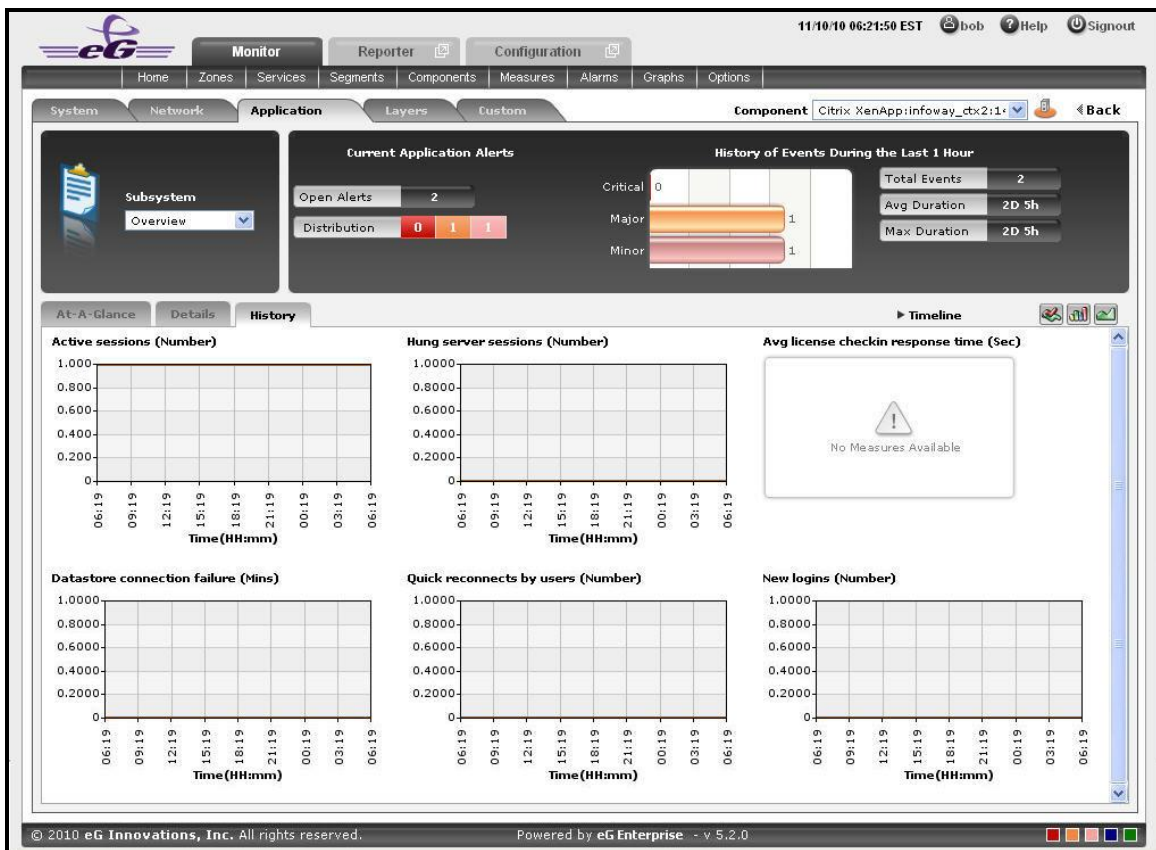 11/10/10 06:21:50 EST bob Help Signout
eG
Monitor Reporter Configuration
Home Zones Services Segments Components Measures Alarms Graphs Options
System Network Application Layers Custom Component Citrix XenApp:infoway_ctx2:1 Back
Current Application Alerts History of Events During the Last 1 Hour
Subsystem
Overview
Open Alerts 2
Distribution 0 1 1
Critical 0
Major 1
Minor 1
Total Events 2
Avg Duration 2D 5h
Max Duration 2D 5h
At-A-Glance Details History Timeline
Active sessions (Number)
1.000
0.800
0.600
0.400
0.200
0
06:19 09:19 12:19 15:19 18:19 21:19 00:19 03:19 06:19
Time(HH:mm)
Hung server sessions (Number)
1.0000
0.8000
0.6000
0.4000
0.2000
0
06:19 09:19 12:19 15:19 18:19 21:19 00:19 03:19 06:19
Time(HH:mm)
Avg license checkin response time (Sec)
!
No Measures Available
Datastore connection failure (Mins)
1.0000
0.8000
0.6000
0.4000
0.2000
0
06:19 09:19 12:19 15:19 18:19 21:19 00:19 03:19 06:19
Time(HH:mm)
Quick reconnects by users (Number)
1.0000
0.8000
0.6000
0.4000
0.2000
0
06:19 09:19 12:19 15:19 18:19 21:19 00:19 03:19 06:19
Time(HH:mm)
New logins (Number)
1.0000
0.8000
0.6000
0.4000
0.2000
0
06:19 09:19 12:19 15:19 18:19 21:19 00:19 03:19 06:19
Time(HH:mm)
© 2010 eG Innovations, Inc. All rights reserved. Powered by eG Enterprise - v 5.2.0